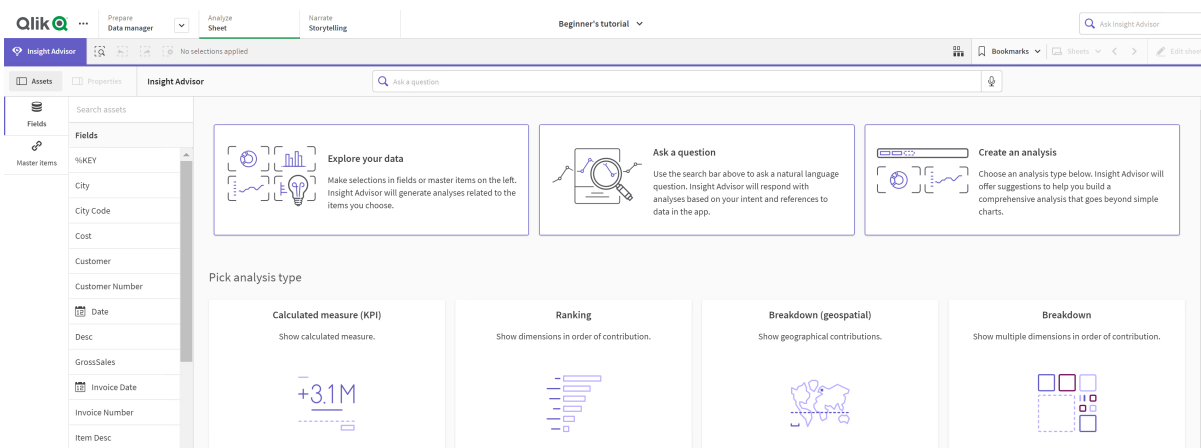 Qlik
Prepare
Data manager
Analyze
Sheet
Narrate
Storytelling
Beginner's tutorial
Ask Insight Advisor
Insight Advisor
No selections applied
Bookmarks
Sheets
Edit sheet
Assets
Properties
Insight Advisor
Ask a question
Fields
Master items
Search assets
Fields
%KEY
City
City Code
Cost
Customer
Customer Number
12 Date
Desc
GrossSales
12 Invoice Date
Invoice Number
Item Desc
Explore your data
Make selections in fields or master items on the left.
Insight Advisor will generate analyses related to the
items you choose.
Ask a question
Use the search bar above to ask a natural language
question. Insight Advisor will respond with
analyses based on your intent and references to
data in the app.
Create an analysis
Choose an analysis type below. Insight Advisor will
offer suggestions to help you build a
comprehensive analysis that goes beyond simple
charts.
Pick analysis type
Calculated measure (KPI)
Show calculated measure.
+3.1M
Ranking
Show dimensions in order of contribution.
Breakdown (geospatial)
Show geographical contributions.
Breakdown
Show multiple dimensions in order of contribution.